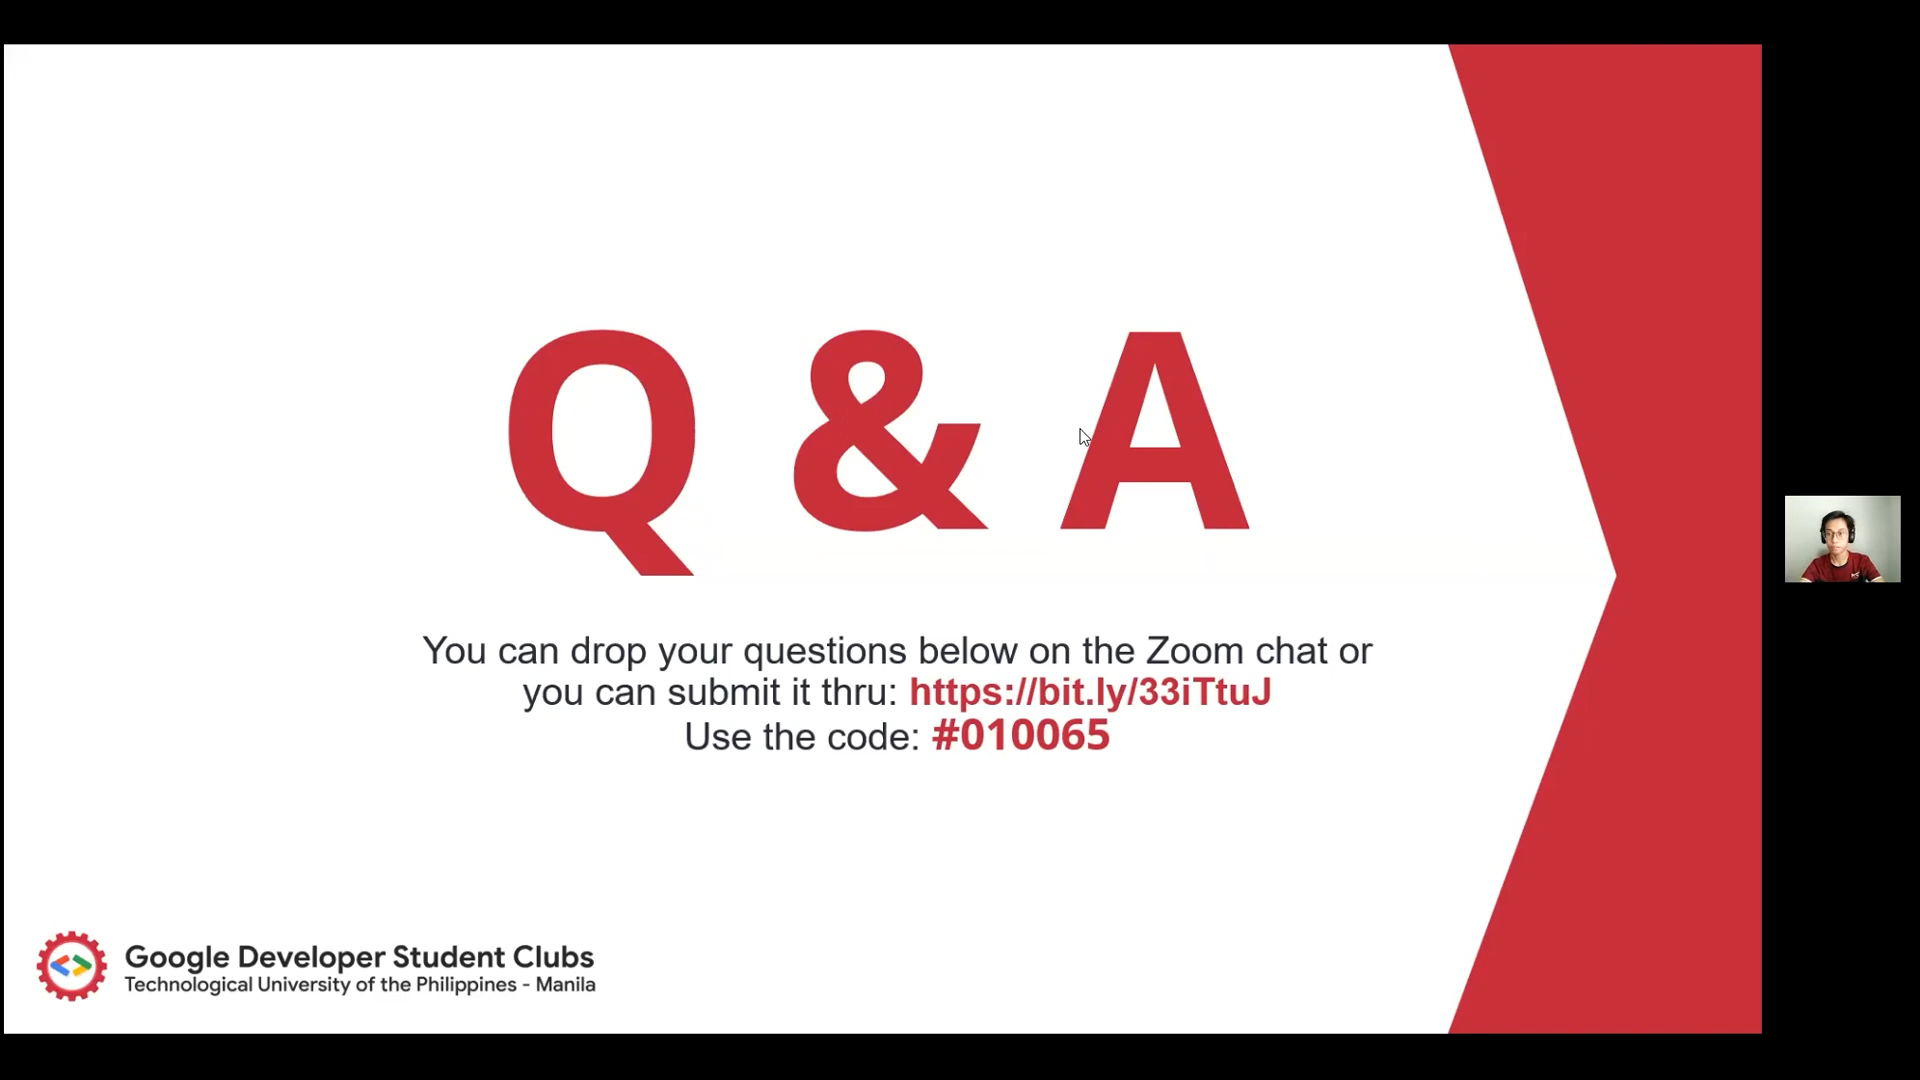 Q & A
You can drop your questions below on the Zoom chat or
you can submit it thru: https://bit.ly/33iTtuJ
Use the code: #010065
Google Developer Student Clubs
Technological University of the Philippines - Manila